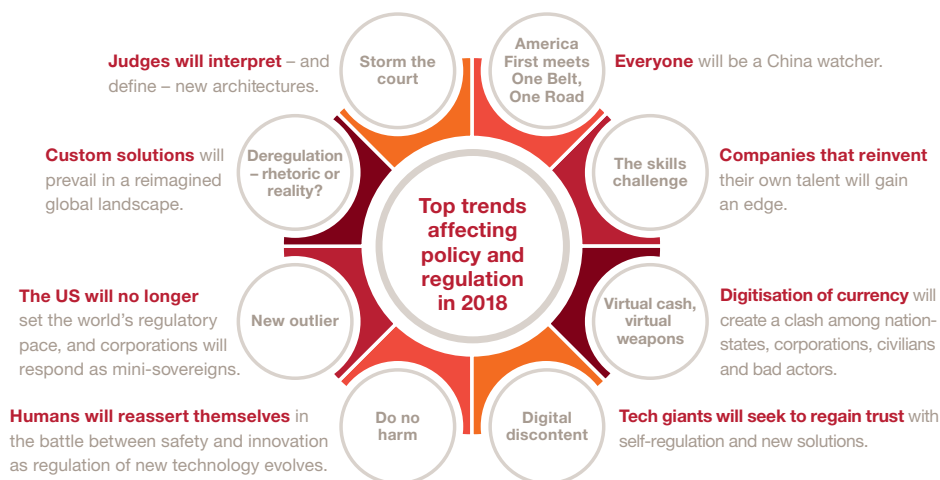 Top trends
affecting
policy and
regulation
in 2018
America
First meets
One Belt,
One Road
Everyone will be a China watcher.
The skills
challenge
Companies that reinvent
their own talent will gain
an edge.
Virtual cash,
virtual
weapons
Digitisation of currency will
create a clash among nation-
states, corporations, civilians
and bad actors.
Digital
discontent
Tech giants will seek to regain trust with
self-regulation and new solutions.
Do no
harm
Humans will reassert themselves in
the battle between safety and innovation
as regulation of new technology evolves.
New outlier
The US will no longer
set the world's regulatory
pace, and corporations will
respond as mini-sovereigns.
Deregulation
– rhetoric or
reality?
Custom solutions will
prevail in a reimagined
global landscape.
Storm the
court
Judges will interpret – and
define – new architectures.